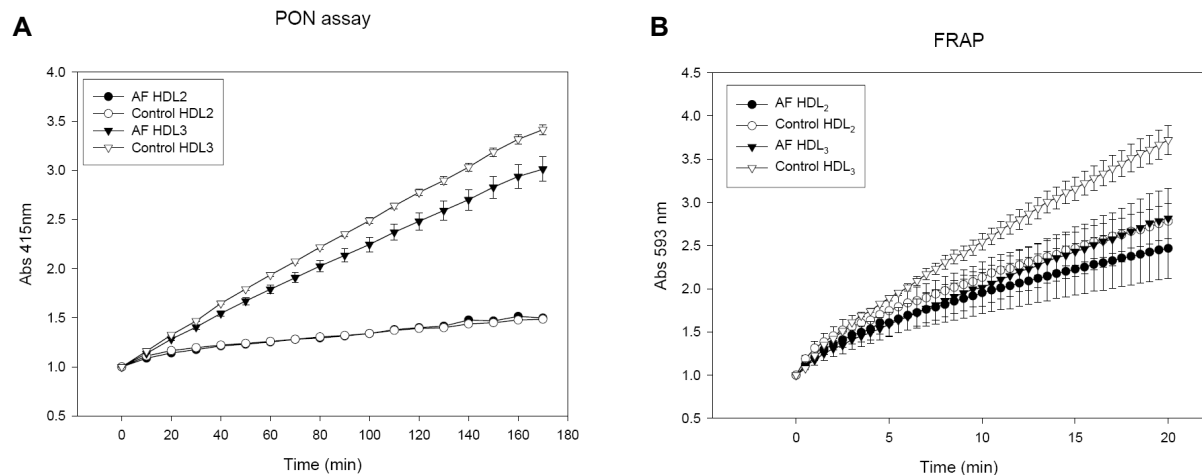 A
PON assay
Abs 415nm
4.0
3.5
3.0
2.5
2.0
1.5
1.0
0.5
AF HDL2
Control HDL2
AF HDL3
Control HDL3
0 20 40 60 80 100 120 140 160 180
Time (min)
B
FRAP
Abs 593 nm
4.5
4.0
3.5
3.0
2.5
2.0
1.5
1.0
0.5
AF HDL₂
Control HDL₂
AF HDL₃
Control HDL₃
0 5 10 15 20
Time (min)